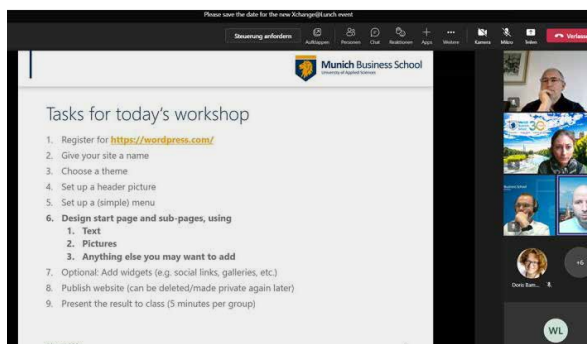 Please save the date for the new Xchange@Lunch event
Steuerung anfordern
Aufklappen
Personen
Chat
Reaktionen
Apps
Weitere
Kamera
Mikro
Teilen
Verlasse
Munich Business School
University of Applied Sciences
Tasks for today's workshop
1. Register for https://wordpress.com/
2. Give your site a name
3. Choose a theme
4. Set up a header picture
5. Set up a (simple) menu
6. Design start page and sub-pages, using
1. Text
2. Pictures
3. Anything else you may want to add
7. Optional: Add widgets (e.g. social links, galleries, etc.)
8. Publish website (can be deleted/made private again later)
9. Present the result to class (5 minutes per group)
+6
Doris Bam...
WL